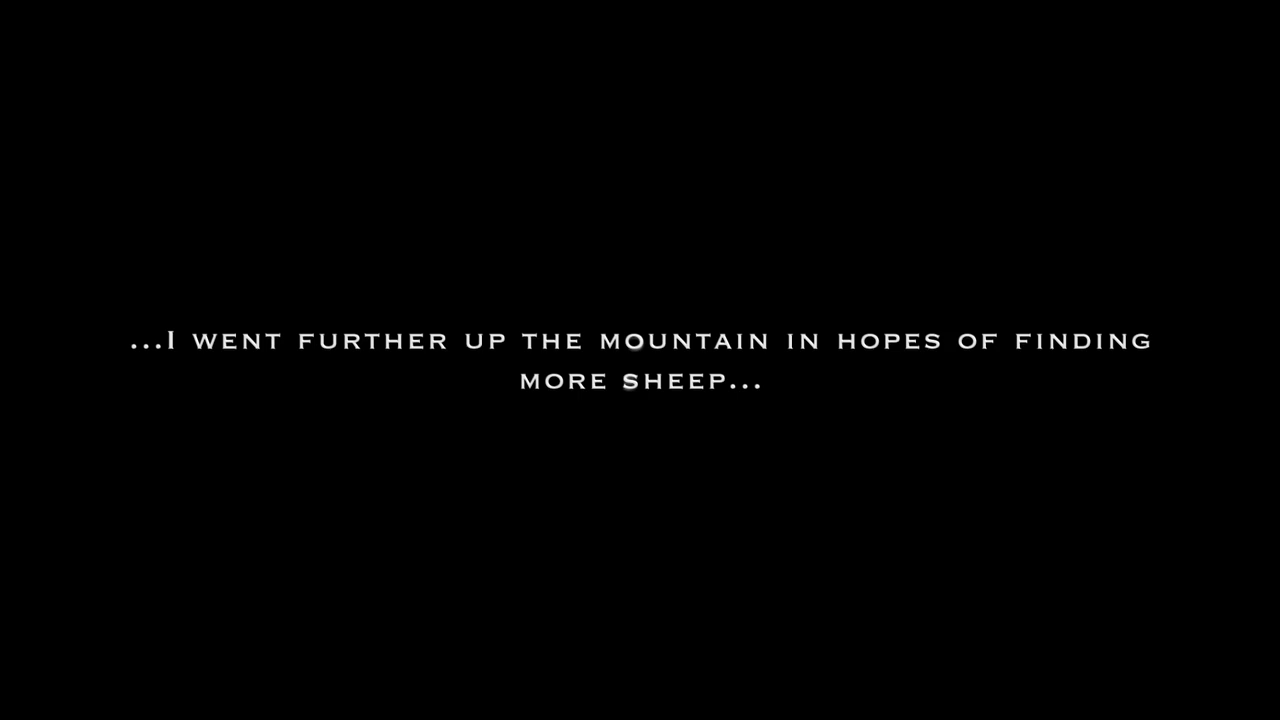 ...I WENT FURTHER UP THE MOUNTAIN IN HOPES OF FINDING
MORE SHEEP...